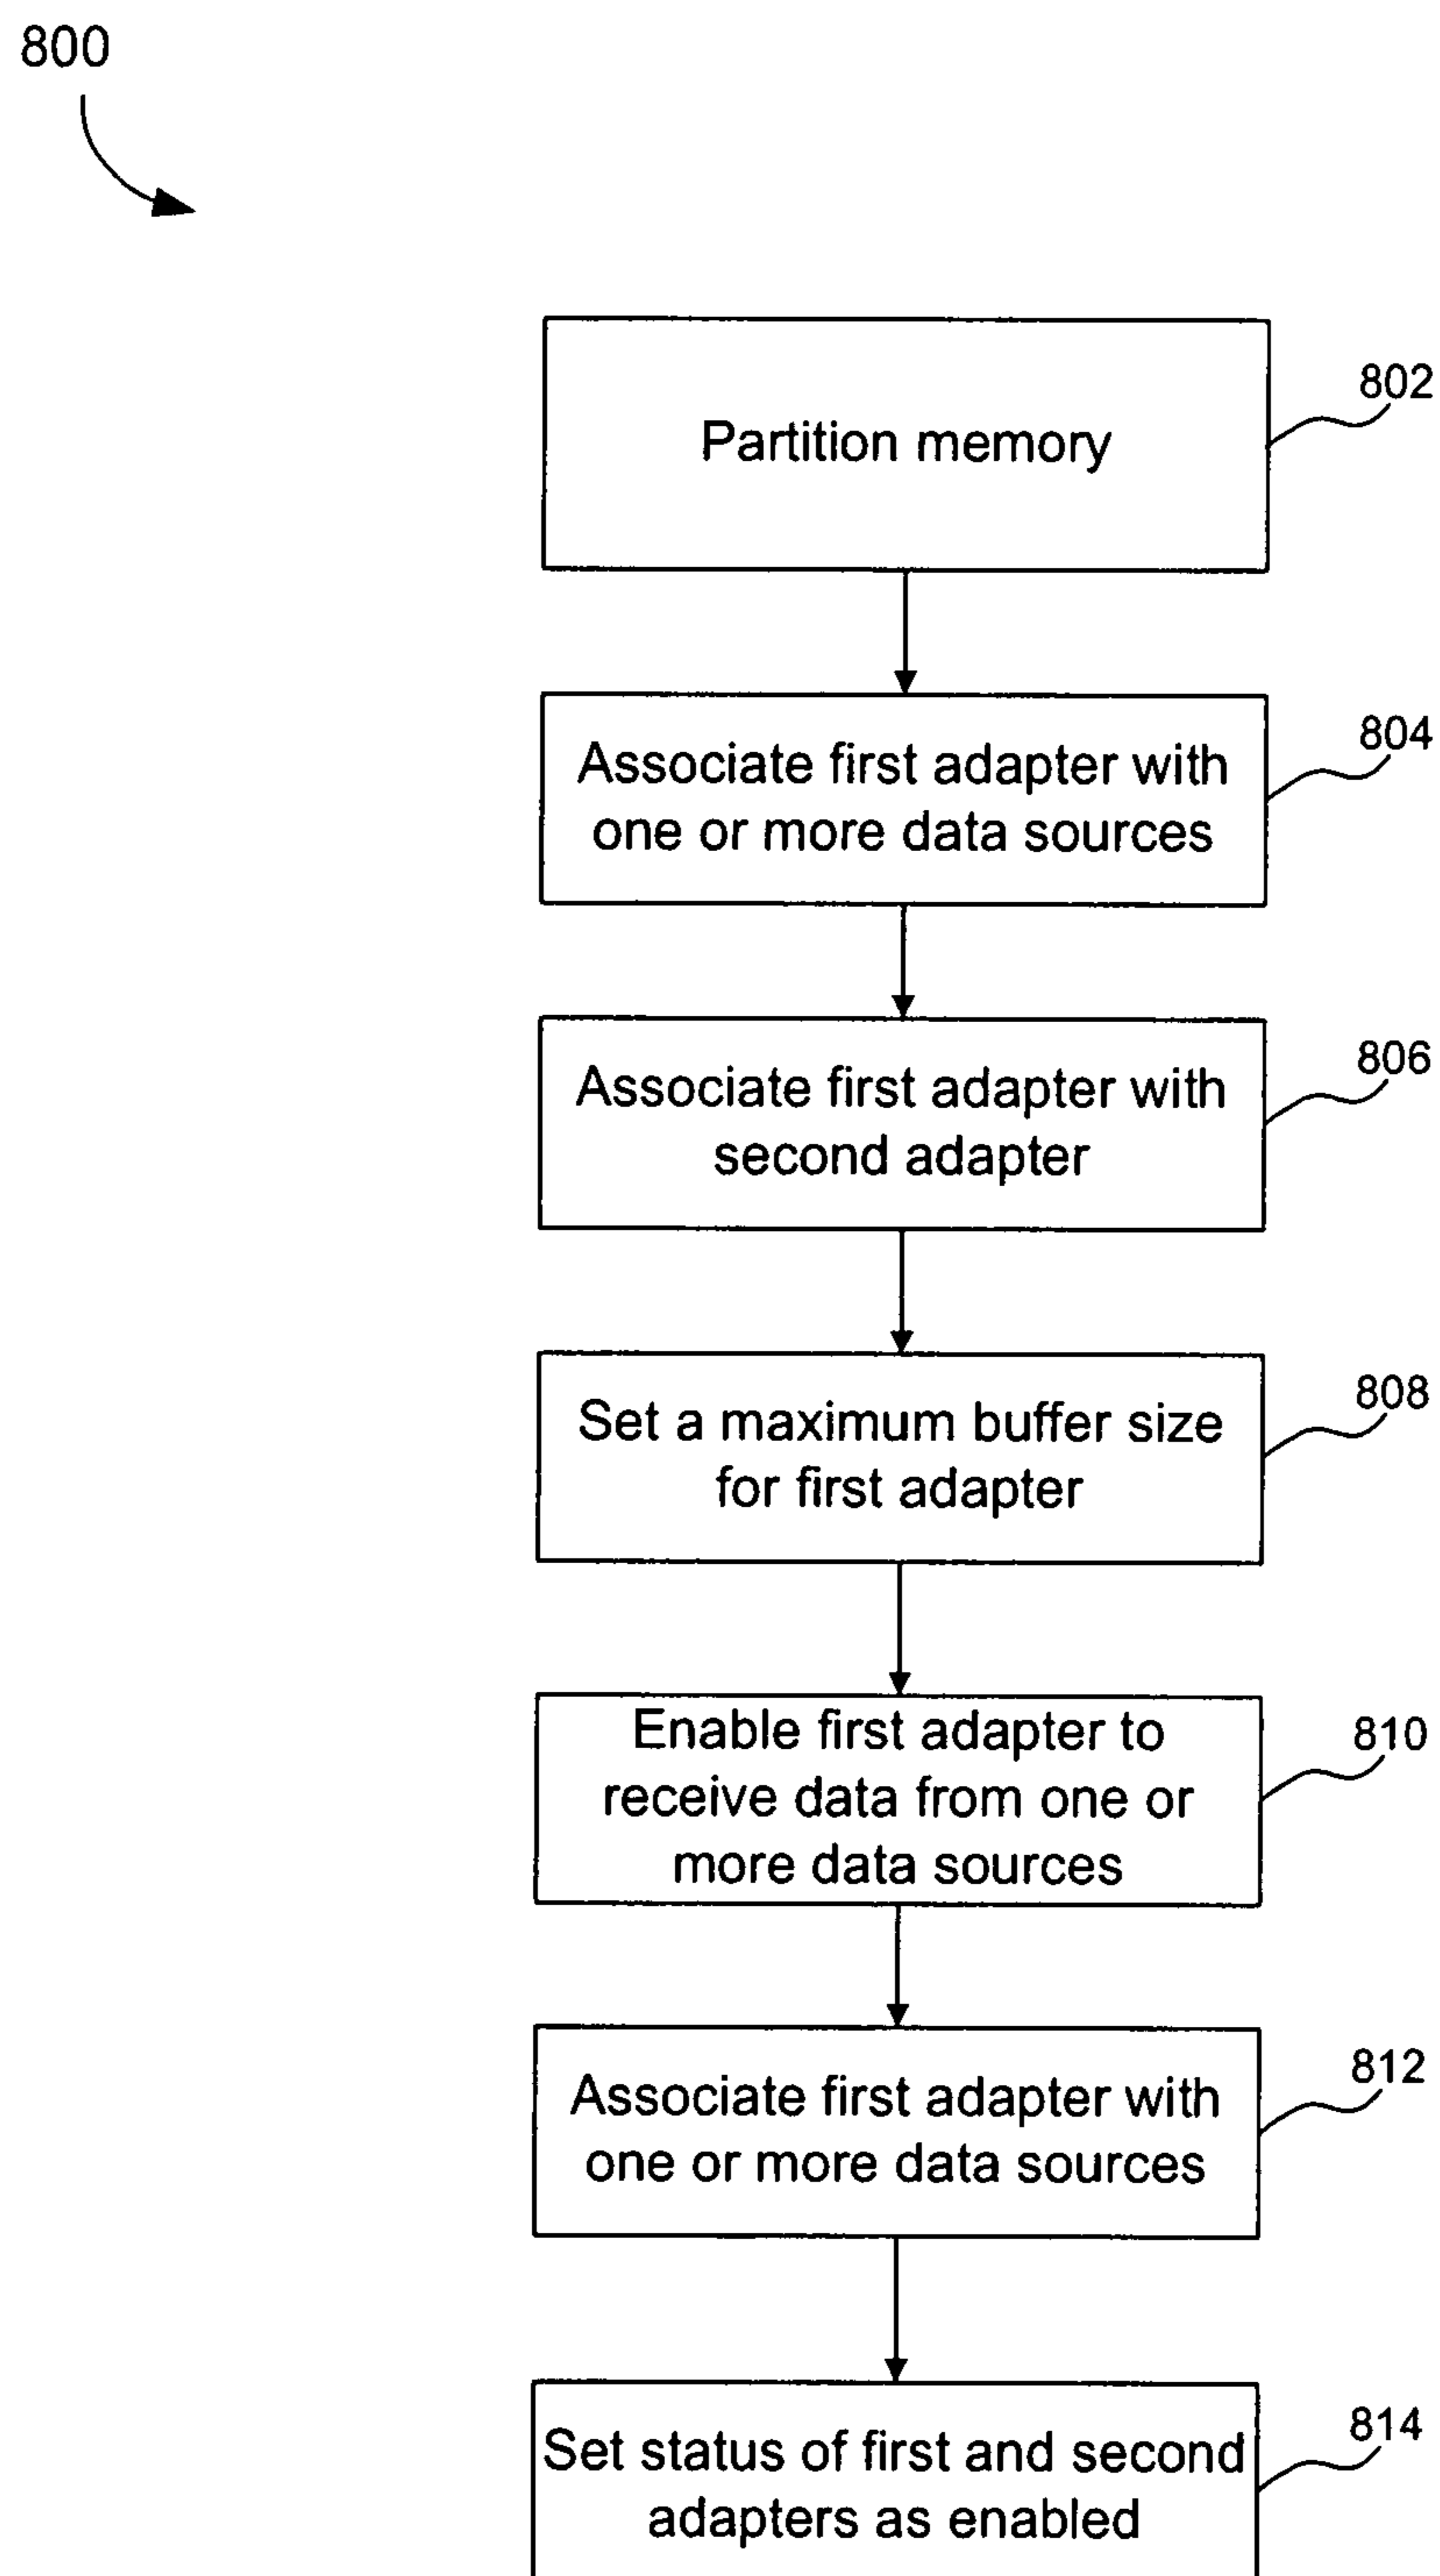 800
Partition memory
802
Associate first adapter with
one or more data sources
804
Associate first adapter with
second adapter
806
Set a maximum buffer size
for first adapter
808
Enable first adapter to
receive data from one or
more data sources
810
Associate first adapter with
one or more data sources
812
Set status of first and second
adapters as enabled
814